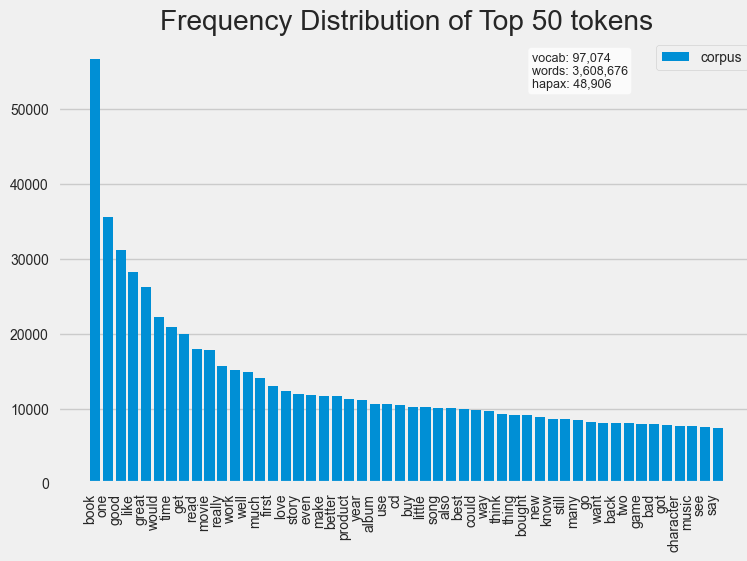 Frequency Distribution of Top 50 tokens
vocab: 97,074
words: 3,608,676
hapax: 48,906
corpus
50000
40000
30000
20000
10000
0
book
one
good
like
great
would
time
get
read
movie
really
work
well
much
first
love
story
even
make
better
product
year
album
use
cd
buy
little
song
also
best
could
way
think
thing
bought
new
know
still
many
go
want
back
two
game
bad
got
character
music
see
say